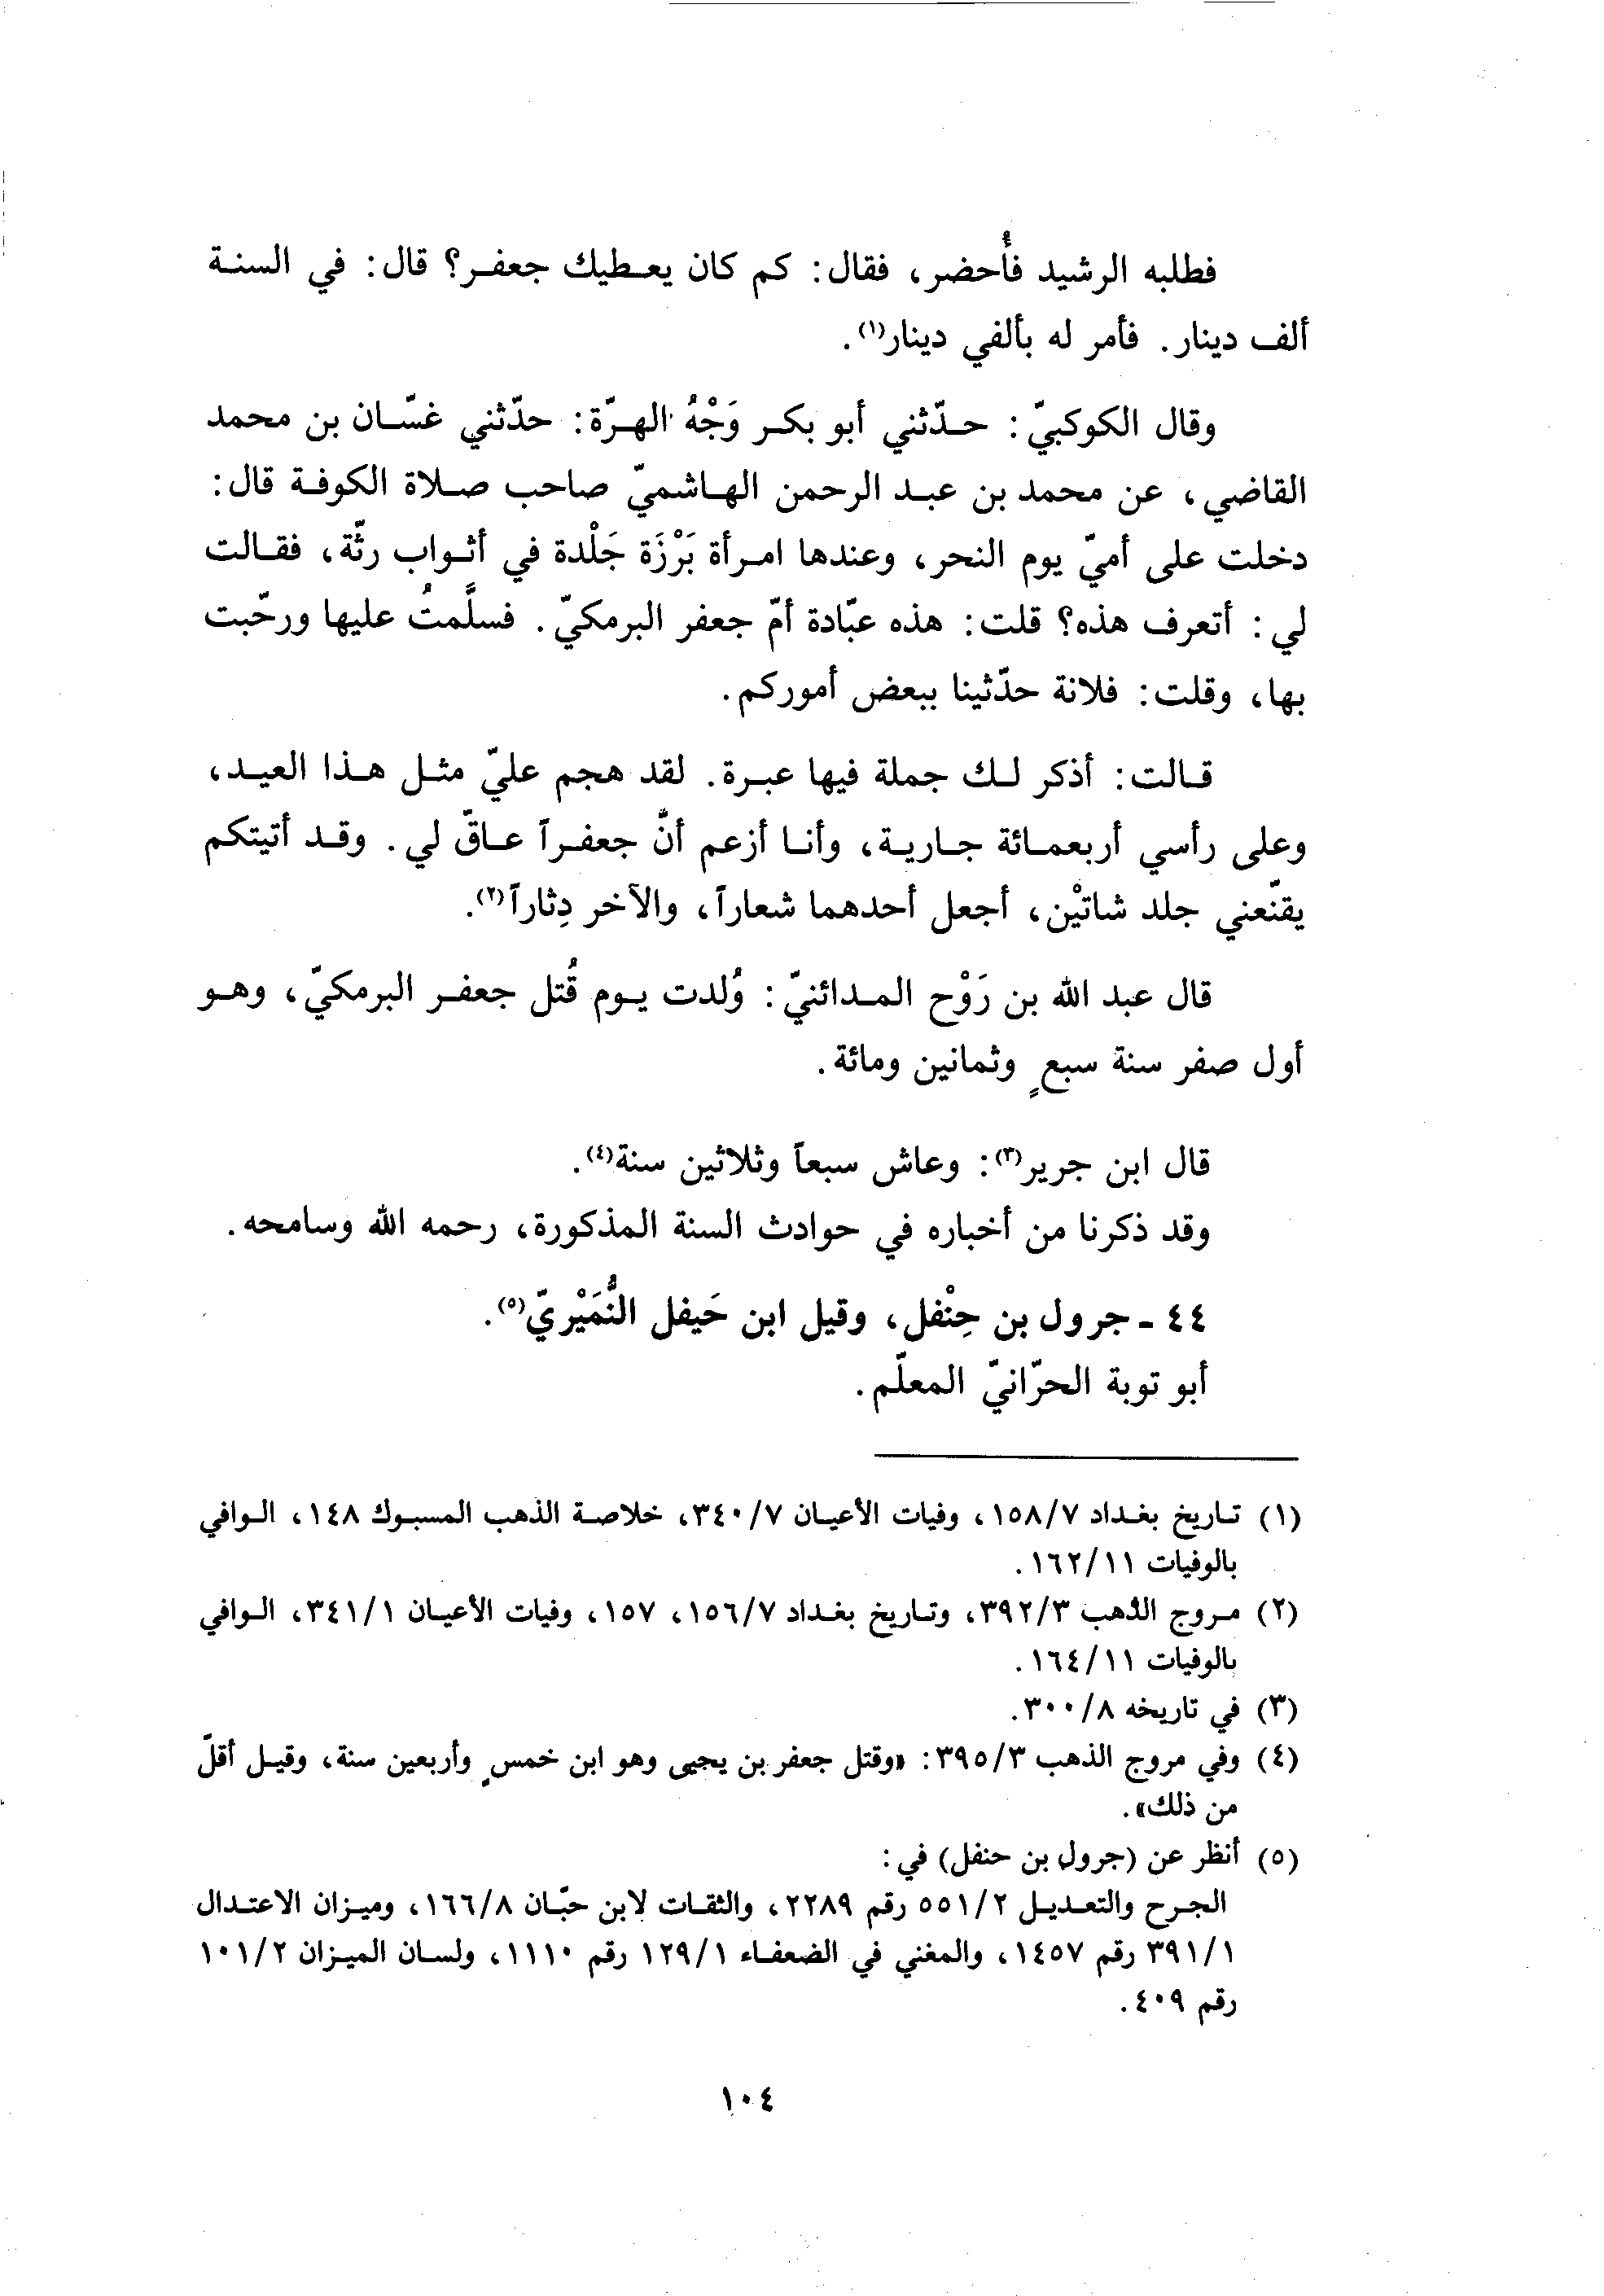 فطلبه الرشيد فأُحضر، فقال: كم كان يعطيك جعفر؟ قال: في السنة
ألف دينار. فأمر له بألفي دينار(١).
وقال الكوكبيّ: حدّثني أبو بكر وَجْهُ الهرّة: حدّثني غسّان بن محمد
القاضي، عن محمد بن عبد الرحمن الهاشميّ صاحب صلاة الكوفة قال:
دخلت على أميّ يوم النحر، وعندها امرأة بَرْزَة جَلْدة في أثواب رثّة، فقالت
لي: أتعرف هذه؟ قلت: هذه عبّادة أمّ جعفر البرمكيّ. فسلَّمتُ عليها ورحّبت
بها، وقلت: فلانة حدّثينا ببعض أموركم.
قالت: أذكر لك جملة فيها عبرة. لقد هجم عليّ مثل هذا العيد،
وعلى رأسي أربعمائة جارية، وأنا أزعم أنَّ جعفراً عاقّ لي. وقد أتيتكم
يقنّعني جلد شاتيْن، أجعل أحدهما شعاراً، والآخر دِثاراً(٢).
قال عبد الله بن رَوْح المدائنيّ: وُلدت يوم قُتل جعفر البرمكيّ، وهو
أول صفر سنة سبعٍ وثمانين ومائة.
قال ابن جرير(٣): وعاش سبعاً وثلاثين سنة(٤).
وقد ذكرنا من أخباره في حوادث السنة المذكورة، رحمه الله وسامحه.
٤٤ - جرول بن حِنْفل، وقيل ابن حَيفل النُّمَيْريّ(٥).
أبو توبة الحرّانيّ المعلّم.
(١) تاريخ بغداد ١٥٨/٧، وفيات الأعيان ٣٤٠/٧، خلاصة الذهب المسبوك ١٤٨، الوافي
بالوفيات ١٦٢/١١.
(٢) مروج الذهب ٣٩٢/٣، وتاريخ بغداد ١٥٦/٧، ١٥٧، وفيات الأعيان ٣٤١/١، الوافي
بالوفيات ١٦٤/١١.
(٣) في تاريخه ٣٠٠/٨.
(٤) وفي مروج الذهب ٣٩٥/٣: «وقتل جعفر بن يحيى وهو ابن خمسٍ وأربعين سنة، وقيل أقلّ
من ذلك».
(٥) أنظر عن (جرول بن حنفل) في:
الجرح والتعديل ٥٥١/٢ رقم ٢٢٨٩، والثقات لابن حبّان ١٦٦/٨، وميزان الاعتدال
٣٩١/١ رقم ١٤٥٧، والمغني في الضعفاء ١٢٩/١ رقم ١١١٠، ولسان الميزان ١٠١/٢
رقم ٤٠٩.
١٠٤